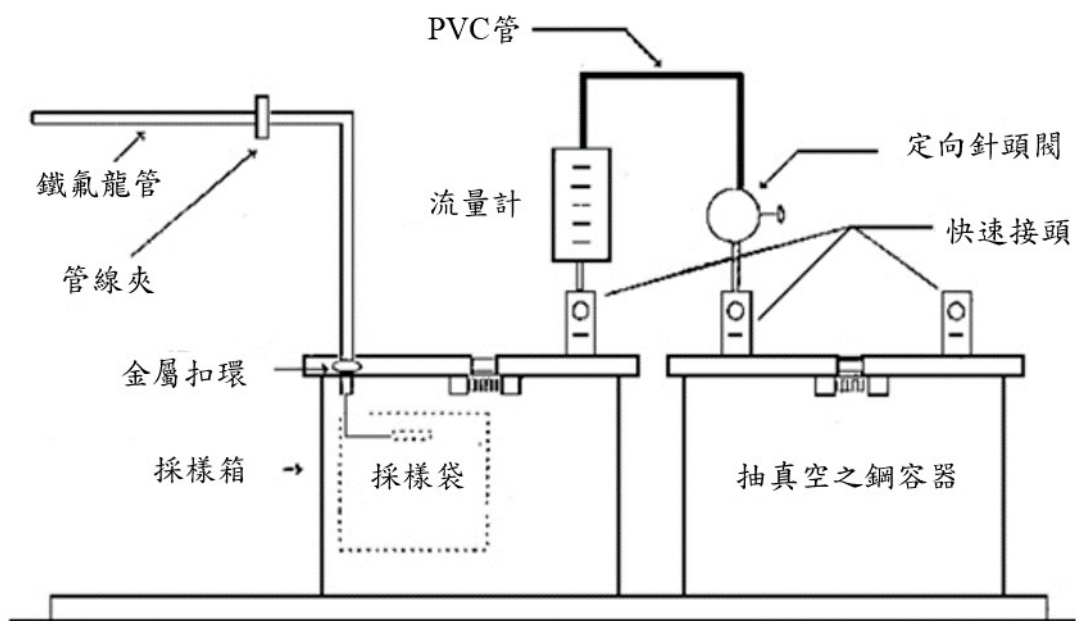 PVC管
定向針頭閥
鐵氟龍管
流量計
快速接頭
管線夾
金屬扣環
採樣箱
採樣袋
抽真空之鋼容器